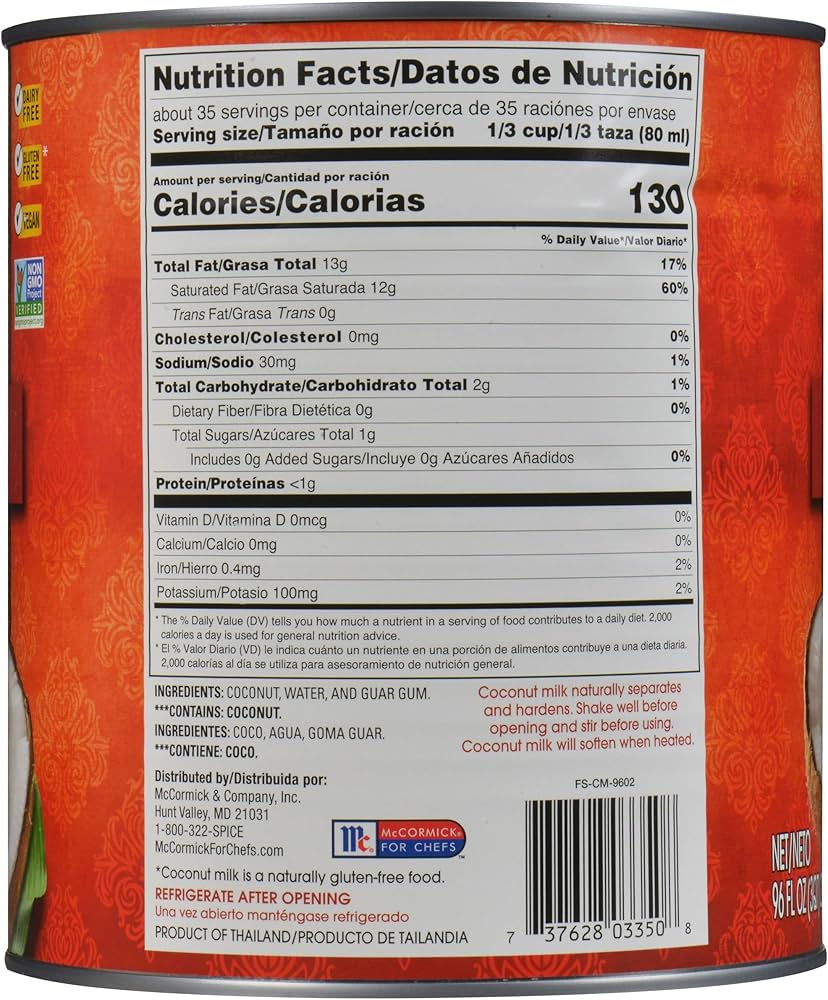 DAIRY
FREE
GLUTEN
FREE
*
VEGAN
NON
GMO
Project
VERIFIED
Nutrition Facts/Datos de Nutrición
about 35 servings per container/cerca de 35 raciónes por envase
Serving size/Tamaño por ración 1/3 cup/1/3 taza (80 ml)
Amount per serving/Cantidad por ración
Calories/Calorias 130
% Daily Value*/Valor Diario*
Total Fat/Grasa Total 13g 17%
Saturated Fat/Grasa Saturada 12g 60%
Trans Fat/Grasa Trans 0g
Cholesterol/Colesterol 0mg 0%
Sodium/Sodio 30mg 1%
Total Carbohydrate/Carbohidrato Total 2g 1%
Dietary Fiber/Fibra Dietética 0g 0%
Total Sugars/Azúcares Total 1g
Includes 0g Added Sugars/Incluye 0g Azúcares Añadidos 0%
Protein/Proteínas <1g
Vitamin D/Vitamina D 0mcg 0%
Calcium/Calcio 0mg 0%
Iron/Hierro 0.4mg 2%
Potassium/Potasio 100mg 2%
* The % Daily Value (DV) tells you how much a nutrient in a serving of food contributes to a daily diet. 2,000
calories a day is used for general nutrition advice.
* El % Valor Diario (VD) le indica cuánto un nutriente en una porción de alimentos contribuye a una dieta diaria.
2,000 calorías al día se utiliza para asesoramiento de nutrición general.
INGREDIENTS: COCONUT, WATER, AND GUAR GUM.
***CONTAINS: COCONUT.
INGREDIENTES: COCO, AGUA, GOMA GUAR.
***CONTIENE: COCO.
Coconut milk naturally separates
and hardens. Shake well before
opening and stir before using.
Coconut milk will soften when heated.
Distributed by/Distribuida por:
McCormick & Company, Inc.
Hunt Valley, MD 21031
1-800-322-SPICE
McCormickForChefs.com
Mc McCORMICK®
FOR CHEFS™
*Coconut milk is a naturally gluten-free food.
REFRIGERATE AFTER OPENING
Una vez abierto manténgase refrigerado
PRODUCT OF THAILAND/PRODUCTO DE TAILANDIA
FS-CM-9602
7 37628 03350 8
NET/NETO
96 FL OZ